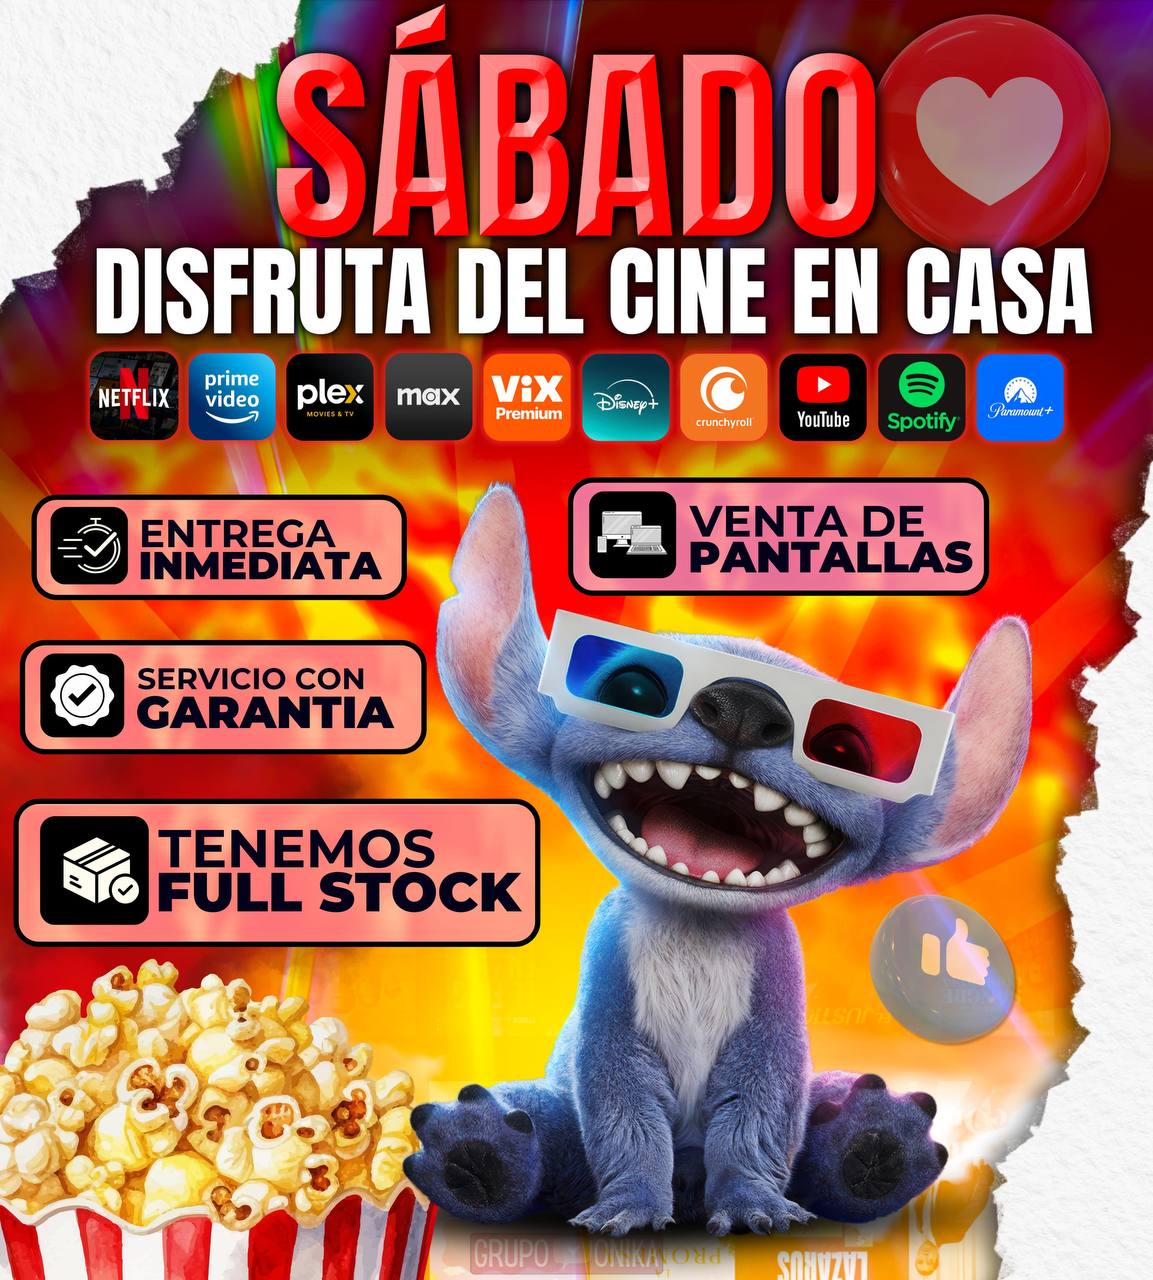 SÁBADO
DISFRUTA DEL CINE EN CASA
NETFLIX
prime
video
plex
MOVIES & TV
max
ViX
Premium
Disney+
crunchyroll
YouTube
Spotify
Paramount+
ENTREGA
INMEDIATA
VENTA DE
PANTALLAS
SERVICIO CON
GARANTIA
TENEMOS
FULL STOCK
GRUPO
LAZARUS